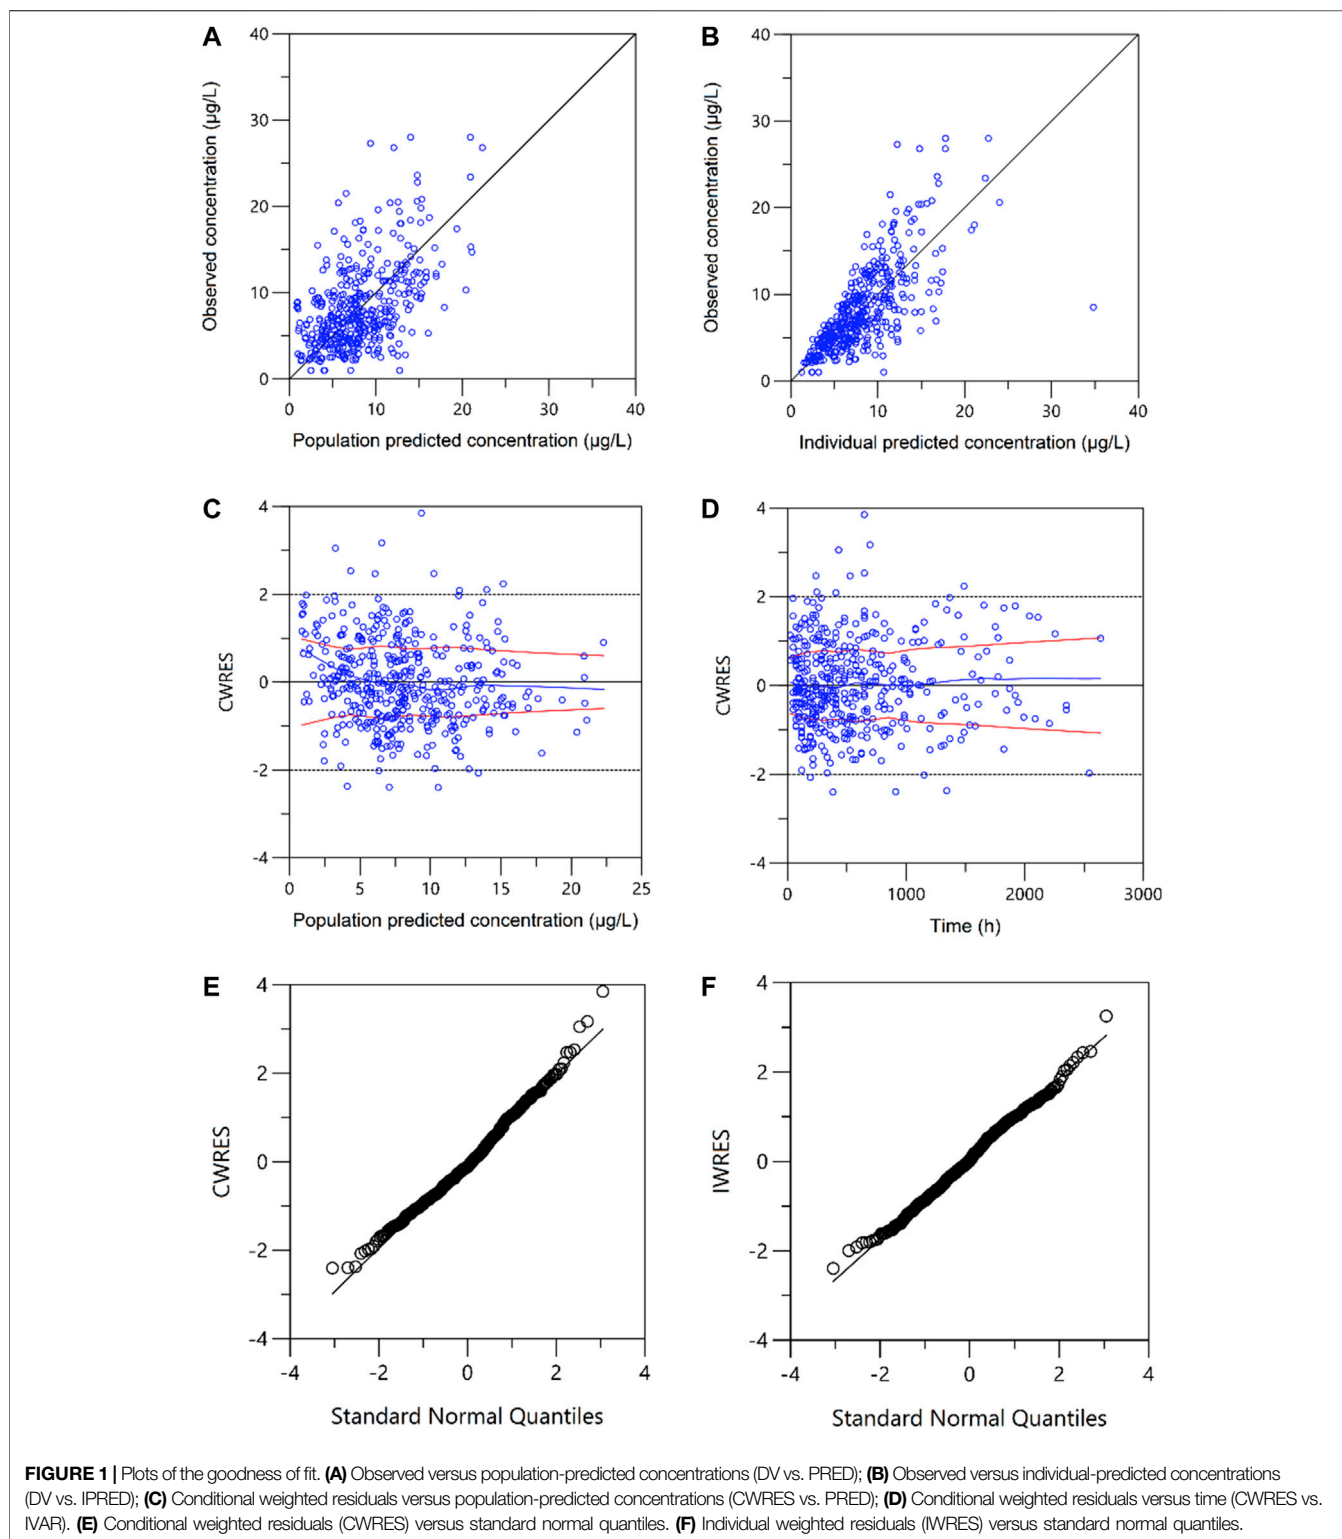 A
B
40
30
20
10
0
Observed concentration (µg/L)
0 10 20 30 40
Population predicted concentration (µg/L)
40
30
20
10
0
Observed concentration (µg/L)
0 10 20 30 40
Individual predicted concentration (µg/L)
C
D
4
2
0
-2
-4
CWRES
0 5 10 15 20 25
Population predicted concentration (µg/L)
4
2
0
-2
-4
CWRES
0 1000 2000 3000
Time (h)
E
F
4
2
0
-2
-4
CWRES
-4 -2 0 2 4
Standard Normal Quantiles
4
2
0
-2
-4
IWRES
-4 -2 0 2 4
Standard Normal Quantiles
FIGURE 1 | Plots of the goodness of fit. (A) Observed versus population-predicted concentrations (DV vs. PRED); (B) Observed versus individual-predicted concentrations
(DV vs. IPRED); (C) Conditional weighted residuals versus population-predicted concentrations (CWRES vs. PRED); (D) Conditional weighted residuals versus time (CWRES vs.
IVAR). (E) Conditional weighted residuals (CWRES) versus standard normal quantiles. (F) Individual weighted residuals (IWRES) versus standard normal quantiles.